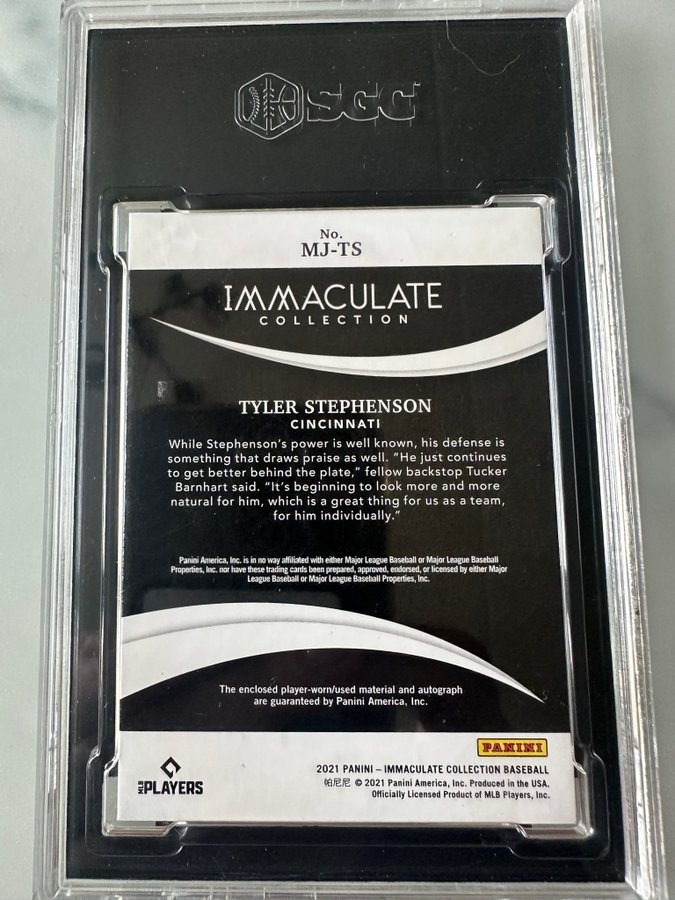 SGC
No.
MJ-TS
IMMACULATE
COLLECTION
TYLER STEPHENSON
CINCINNATI
While Stephenson's power is well known, his defense is
something that draws praise as well. "He just continues
to get better behind the plate," fellow backstop Tucker
Barnhart said. "It's beginning to look more and more
natural for him, which is a great thing for us as a team,
for him individually."
Panini America, Inc. is in no way affiliated with either Major League Baseball or Major League Baseball
Properties, Inc. nor have these trading cards been prepared, approved, endorsed, or licensed by either Major
League Baseball or Major League Baseball Properties, Inc.
The enclosed player-worn/used material and autograph
are guaranteed by Panini America, Inc.
PANINI
MLB PLAYERS
2021 PANINI – IMMACULATE COLLECTION BASEBALL
帕尼尼 © 2021 Panini America, Inc. Produced in the USA.
Officially Licensed Product of MLB Players, Inc.